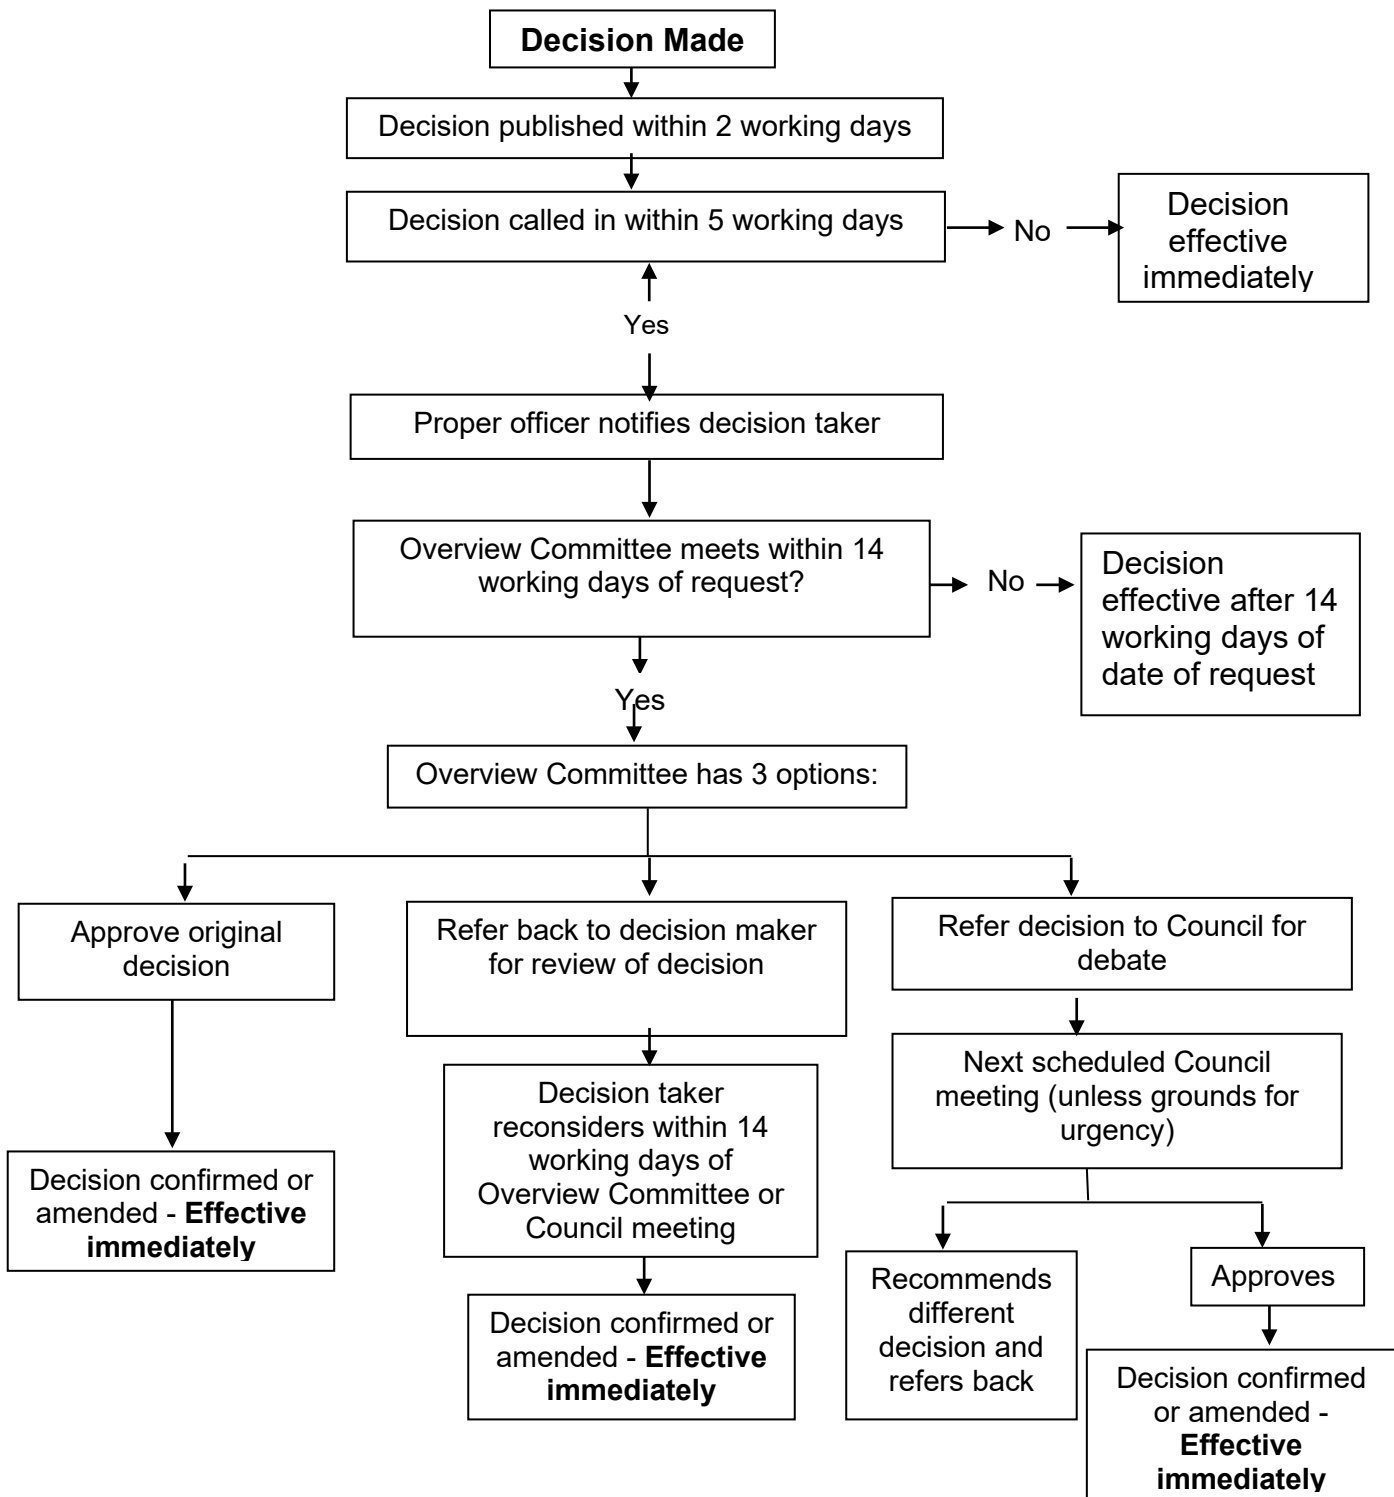 Decision Made
Decision published within 2 working days
Decision called in within 5 working days
No
Decision
effective
immediately
Yes
Proper officer notifies decision taker
Overview Committee meets within 14
working days of request?
No
Decision
effective after 14
working days of
date of request
Yes
Overview Committee has 3 options:
Approve original
decision
Refer back to decision maker
for review of decision
Refer decision to Council for
debate
Next scheduled Council
meeting (unless grounds for
urgency)
Decision taker
reconsiders within 14
working days of
Overview Committee or
Council meeting
Decision confirmed or
amended - Effective
immediately
Decision confirmed or
amended - Effective
immediately
Recommends
different
decision and
refers back
Approves
Decision confirmed
or amended -
Effective
immediately